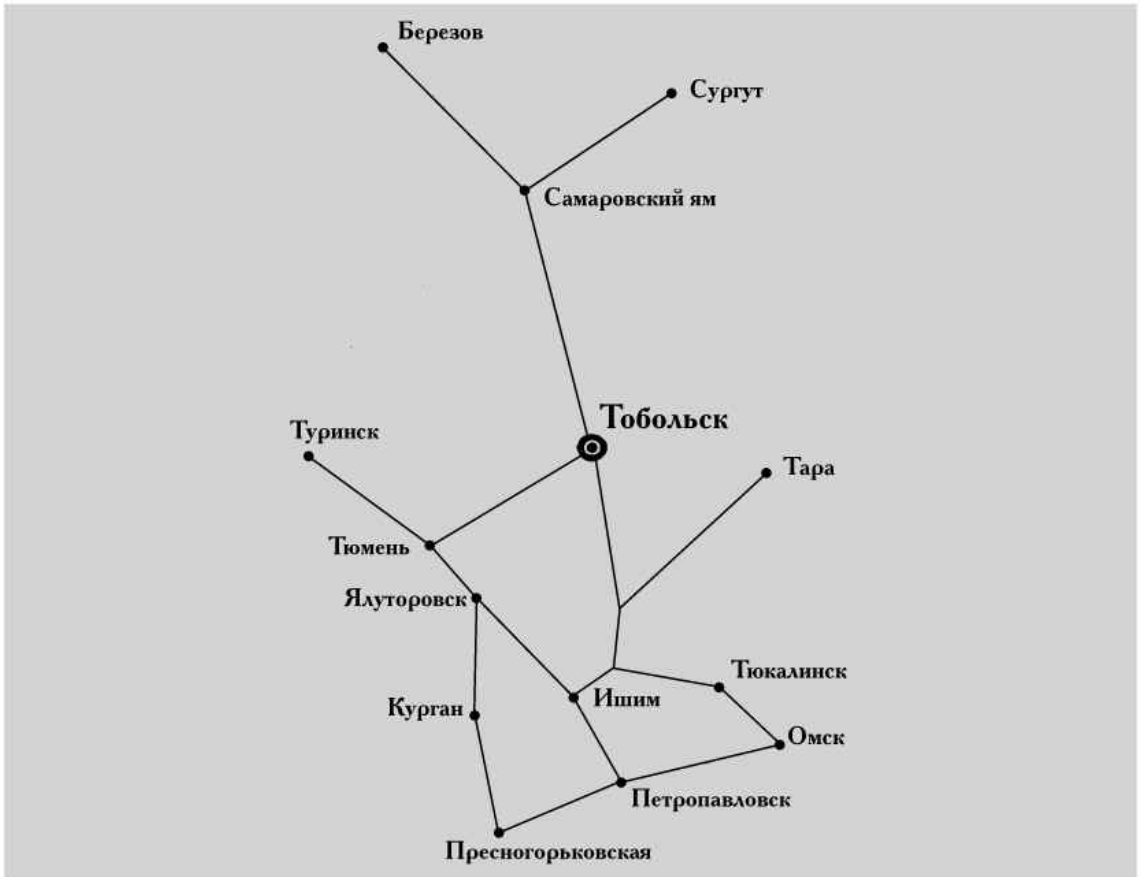 Березов
Сургут
Самаровский ям
Тобольск
Туринск
Тара
Тюмень
Ялуторовск
Тюкалинск
Ишим
Курган
Омск
Петропавловск
Пресногорьковская